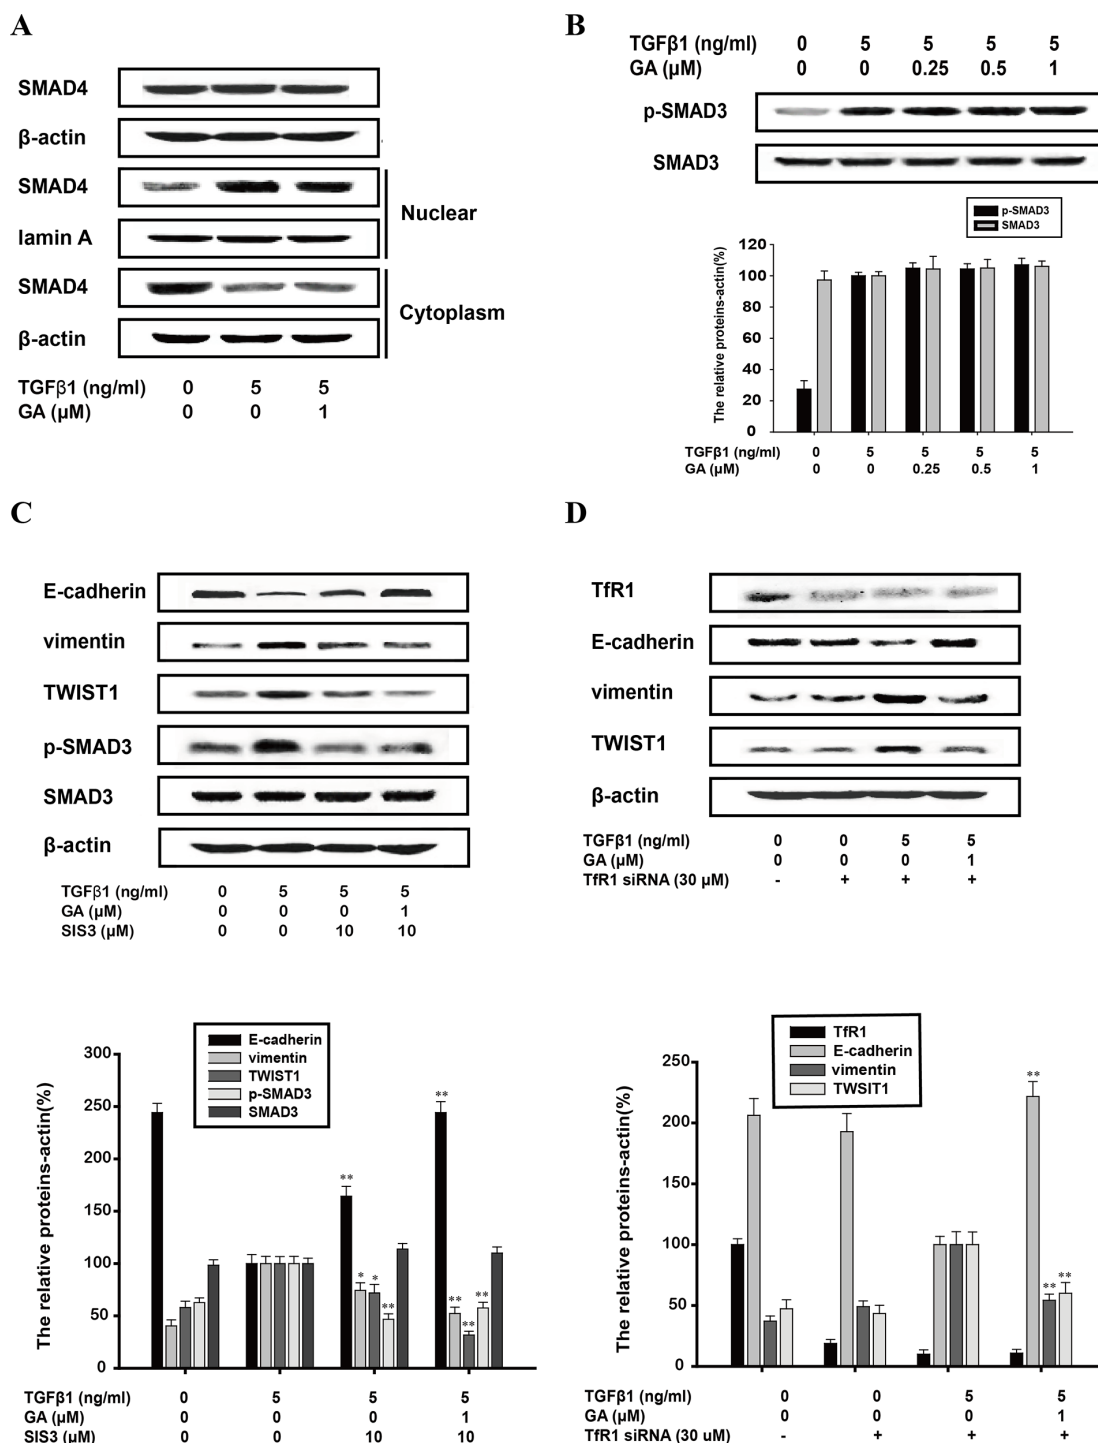 A
SMAD4
β-actin
SMAD4
lamin A
Nuclear
SMAD4
β-actin
Cytoplasm
TGFβ1 (ng/ml) 0 5 5
GA (μM) 0 0 1
B
TGFβ1 (ng/ml) 0 5 5 5 5
GA (μM) 0 0 0.25 0.5 1
p-SMAD3
SMAD3
p-SMAD3
SMAD3
The relative proteins-actin(%)
120
100
80
60
40
20
0
TGFβ1 (ng/ml) 0 5 5 5 5
GA (μM) 0 0 0.25 0.5 1
C
E-cadherin
vimentin
TWIST1
p-SMAD3
SMAD3
β-actin
TGFβ1 (ng/ml) 0 5 5 5
GA (μM) 0 0 0 1
SIS3 (μM) 0 0 10 10
E-cadherin
vimentin
TWIST1
p-SMAD3
SMAD3
The relative proteins-actin(%)
300
250
200
150
100
50
0
** * * ** ** ** ** **
TGFβ1 (ng/ml) 0 5 5 5
GA (μM) 0 0 0 1
SIS3 (μM) 0 0 10 10
D
TfR1
E-cadherin
vimentin
TWIST1
β-actin
TGFβ1 (ng/ml) 0 0 5 5
GA (μM) 0 0 0 1
TfR1 siRNA (30 μM) - + + +
TfR1
E-cadherin
vimentin
TWSIT1
The relative proteins-actin(%)
250
200
150
100
50
0
** ** **
TGFβ1 (ng/ml) 0 0 5 5
GA (μM) 0 0 0 1
TfR1 siRNA (30 uM) - + + +